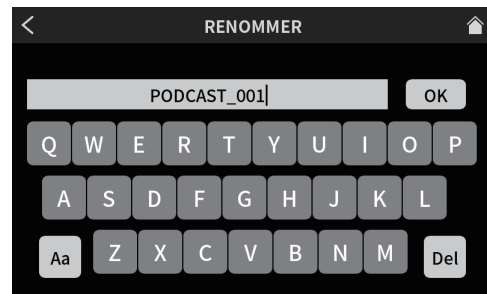 RENOMMER
PODCAST_001 OK
Q W E R T Y U I O P
A S D F G H J K L
Aa Z X C V B N M Del